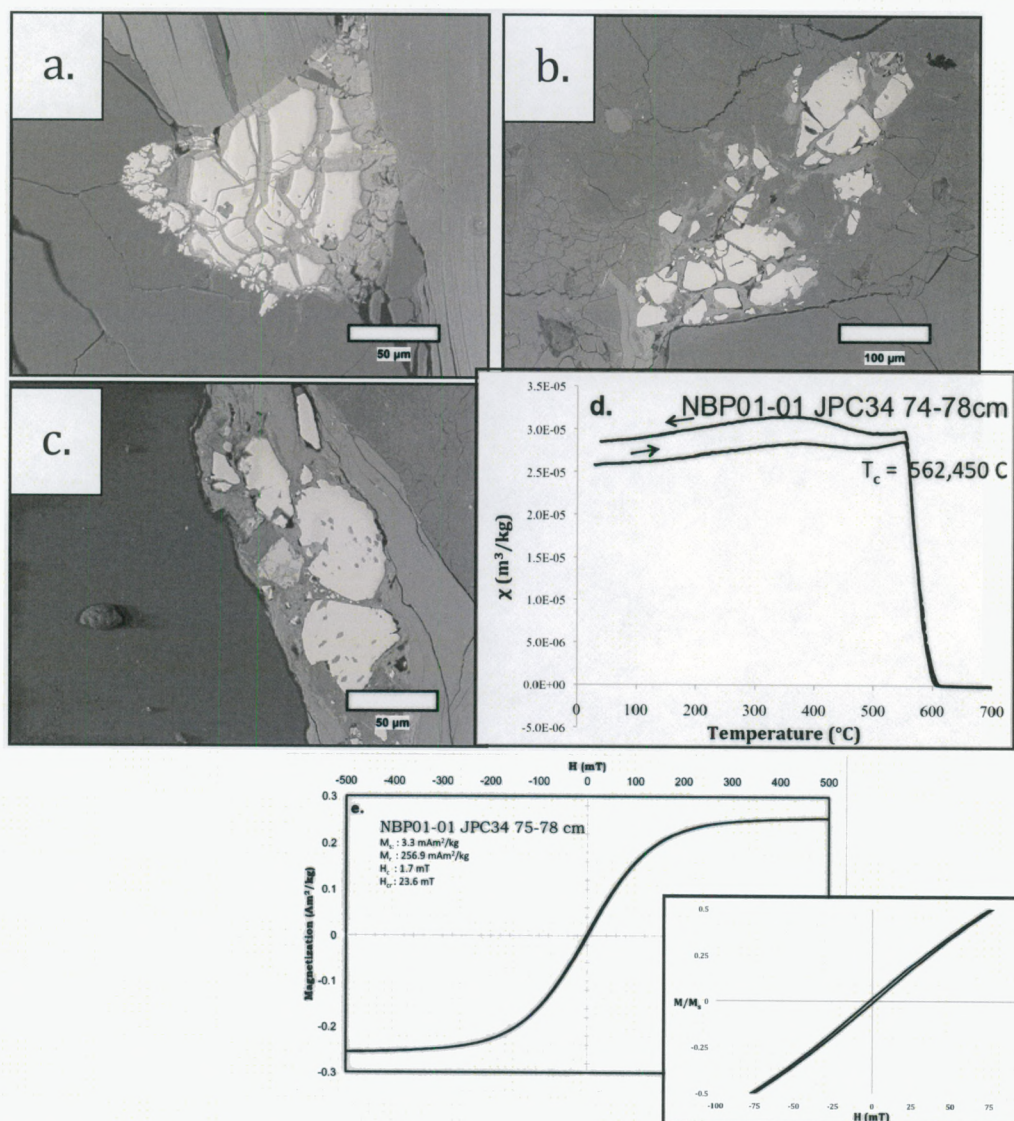 a.
b.
50 µm
100 µm
c.
50 µm
d.
NBP01-01 JPC34 74-78cm
T_c = 562,450 C
χ (m³/kg)
3.5E-05
3.0E-05
2.5E-05
2.0E-05
1.5E-05
1.0E-05
5.0E-06
0.0E+00
-5.0E-06
0 100 200 300 400 500 600 700
Temperature (°C)
H (mT)
-500 -400 -300 -200 -100 0 100 200 300 400 500
e.
NBP01-01 JPC34 75-78 cm
: 3.3 mAm²/kg
: 256.9 mAm²/kg
: 1.7 mT
: 23.6 mT
Magnetization (Am²/kg)
0.3
0.2
0.1
0
-0.1
-0.2
-0.3
M/Mₛ
0.5
0.25
0
-0.25
-0.5
-100 -75 -50 -25 0 25 50 75
H (mT)